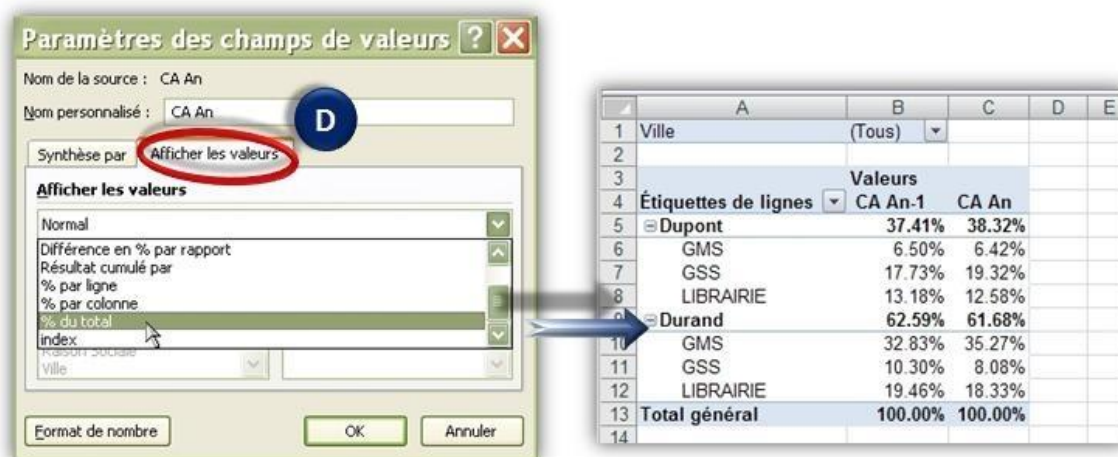 Paramètres des champs de valeurs
Nom de la source : CA An
Nom personnalisé : CA An
D
Synthèse par Afficher les valeurs
Afficher les valeurs
Normal
Différence en % par rapport
Résultat cumulé par
% par ligne
% par colonne
% du total
index
Raison Sociale
Ville
Format de nombre OK Annuler
A B C D E
1 Ville (Tous)
2
3 Valeurs
4 Étiquettes de lignes CA An-1 CA An
5 Dupont 37.41% 38.32%
6 GMS 6.50% 6.42%
7 GSS 17.73% 19.32%
8 LIBRAIRIE 13.18% 12.58%
9 Durand 62.59% 61.68%
10 GMS 32.83% 35.27%
11 GSS 10.30% 8.08%
12 LIBRAIRIE 19.46% 18.33%
13 Total général 100.00% 100.00%
14